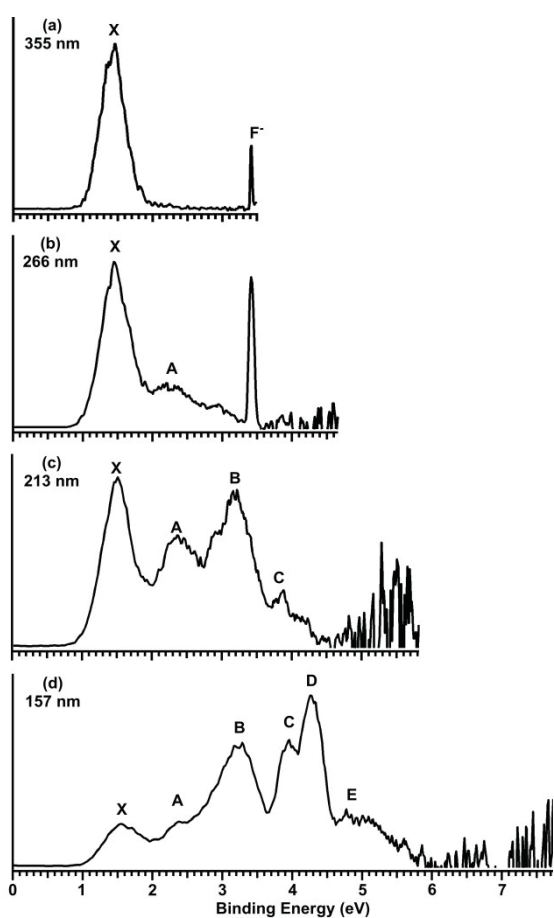 (a)
355 nm
X
F⁻
(b)
266 nm
X
A
(c)
213 nm
X
A
B
C
(d)
157 nm
X
A
B
C
D
E
0 1 2 3 4 5 6 7
Binding Energy (eV)